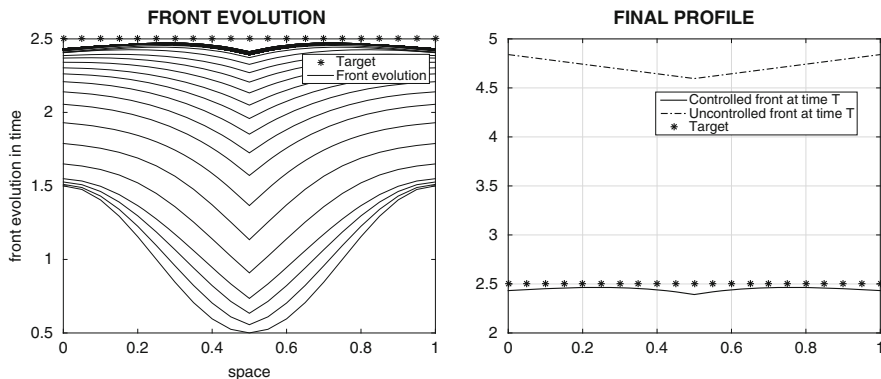 FRONT EVOLUTION
2.5
2
1.5
1
0.5
front evolution in time
Target
Front evolution
0 0.2 0.4 0.6 0.8 1
space
FINAL PROFILE
5
4.5
4
3.5
3
2.5
2
Controlled front at time T
Uncontrolled front at time T
Target
0 0.2 0.4 0.6 0.8 1